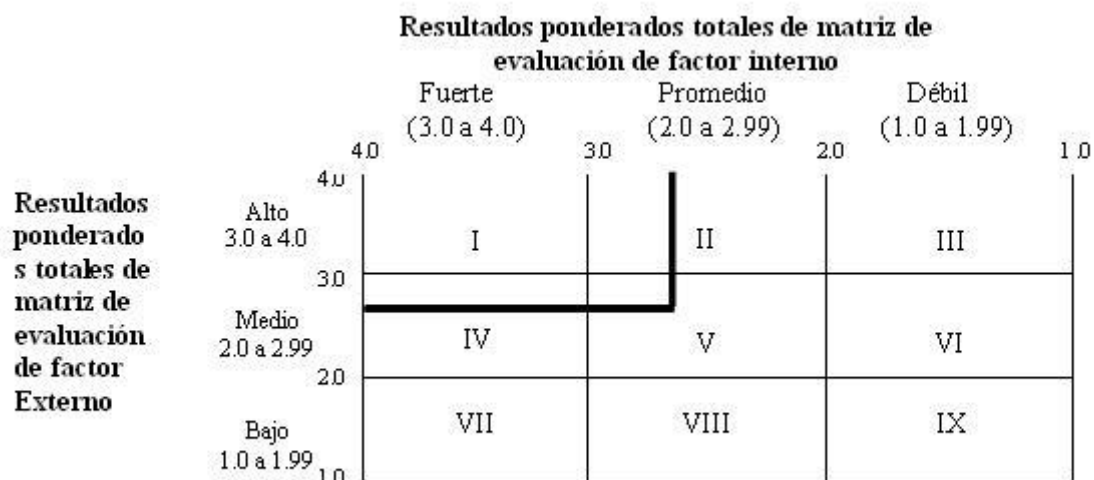 Resultados ponderados totales de matriz de
evaluación de factor interno
Fuerte Promedio Débil
(3.0 a 4.0) (2.0 a 2.99) (1.0 a 1.99)
4.0 3.0 2.0 1.0
4.0
Resultados
ponderado
s totales de
matriz de
evaluación
de factor
Externo
Alto
3.0 a 4.0
I II III
3.0
Medio
2.0 a 2.99
IV V VI
2.0
Bajo
1.0 a 1.99
VII VIII IX
1.0